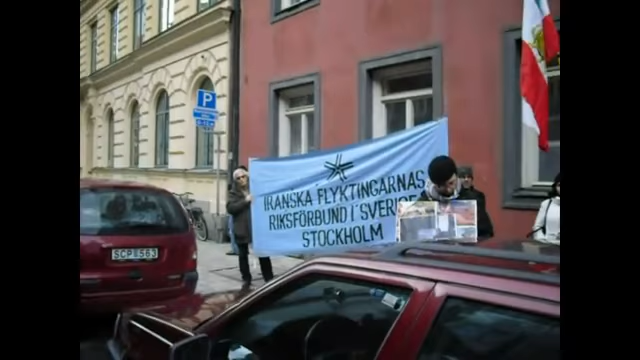 P
IRANSKA FLYKTINGARNAS
RIKSFÖRBUND I SVERIGE
STOCKHOLM
SCP 563